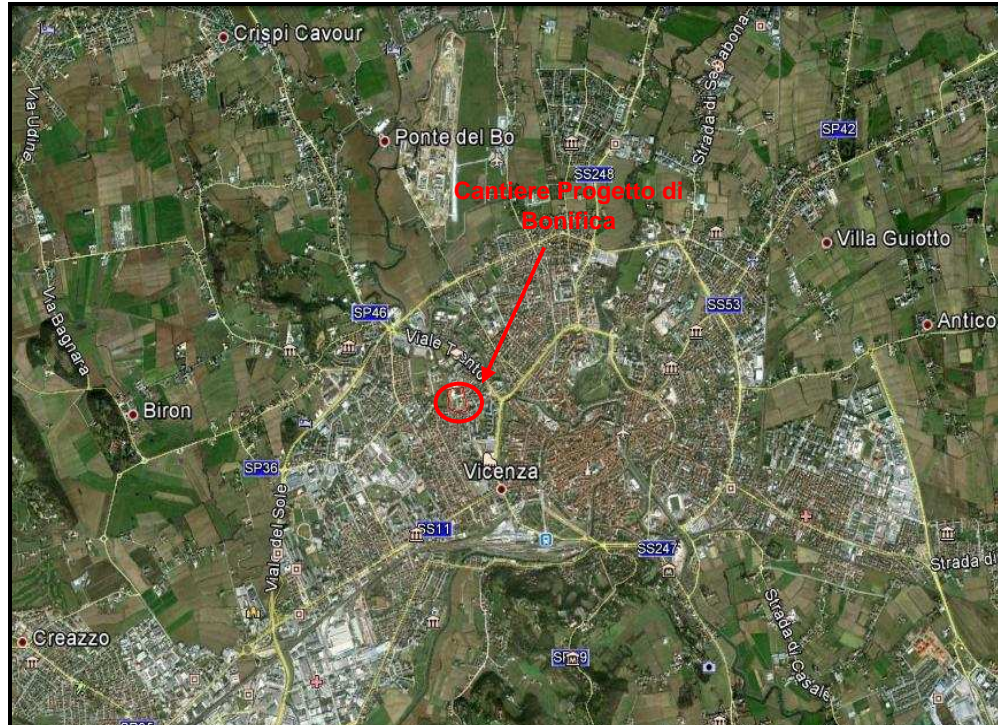 Crispi Cavour
Via Udine
Strada di Settabona
SP42
Ponte del Bo
SS248
Cantiere Progetto di
Bonifica
Villa Guiotto
SS53
Antico
Via Bagnara
SP46
Viale Trento
Biron
SP36
Vicenza
Viale del Sole
SS11
SS247
Strada di
Strada di Casale
Creazzo